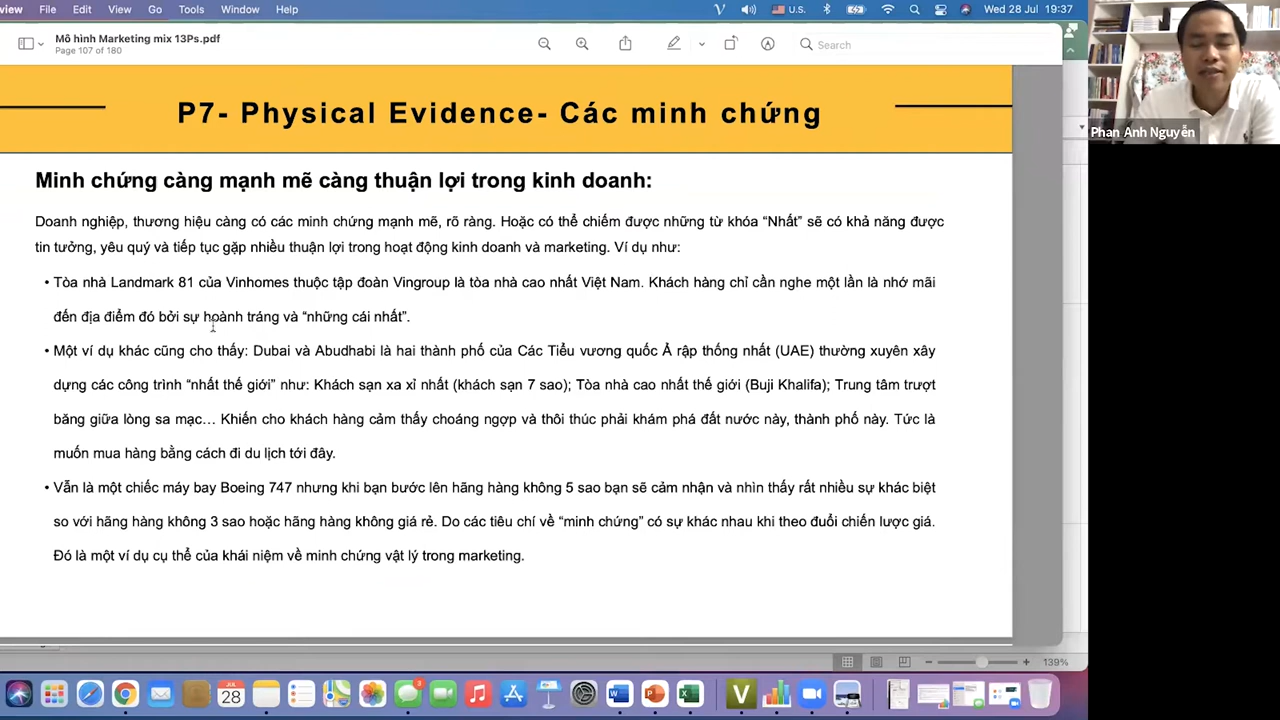 view File Edit View Go Tools Window Help U.S. Wed 28 Jul 19:37
Mô hình Marketing mix 13Ps.pdf
Page 107 of 180
Search
P7- Physical Evidence- Các minh chứng
Phan Anh Nguyễn
Minh chứng càng mạnh mẽ càng thuận lợi trong kinh doanh:
Doanh nghiệp, thương hiệu càng có các minh chứng mạnh mẽ, rõ ràng. Hoặc có thể chiếm được những từ khóa “Nhất” sẽ có khả năng được
tin tưởng, yêu quý và tiếp tục gặp nhiều thuận lợi trong hoạt động kinh doanh và marketing. Ví dụ như:
• Tòa nhà Landmark 81 của Vinhomes thuộc tập đoàn Vingroup là tòa nhà cao nhất Việt Nam. Khách hàng chỉ cần nghe một lần là nhớ mãi
đến địa điểm đó bởi sự hoành tráng và “những cái nhất”.
• Một ví dụ khác cũng cho thấy: Dubai và Abudhabi là hai thành phố của Các Tiểu vương quốc Ả rập thống nhất (UAE) thường xuyên xây
dựng các công trình “nhất thế giới” như: Khách sạn xa xỉ nhất (khách sạn 7 sao); Tòa nhà cao nhất thế giới (Buji Khalifa); Trung tâm trượt
băng giữa lòng sa mạc… Khiến cho khách hàng cảm thấy choáng ngợp và thôi thúc phải khám phá đất nước này, thành phố này. Tức là
muốn mua hàng bằng cách đi du lịch tới đây.
• Vẫn là một chiếc máy bay Boeing 747 nhưng khi bạn bước lên hãng hàng không 5 sao bạn sẽ cảm nhận và nhìn thấy rất nhiều sự khác biệt
so với hãng hàng không 3 sao hoặc hãng hàng không giá rẻ. Do các tiêu chí về “minh chứng” có sự khác nhau khi theo đuổi chiến lược giá.
Đó là một ví dụ cụ thể của khái niệm về minh chứng vật lý trong marketing.
139%
JUL
28
3